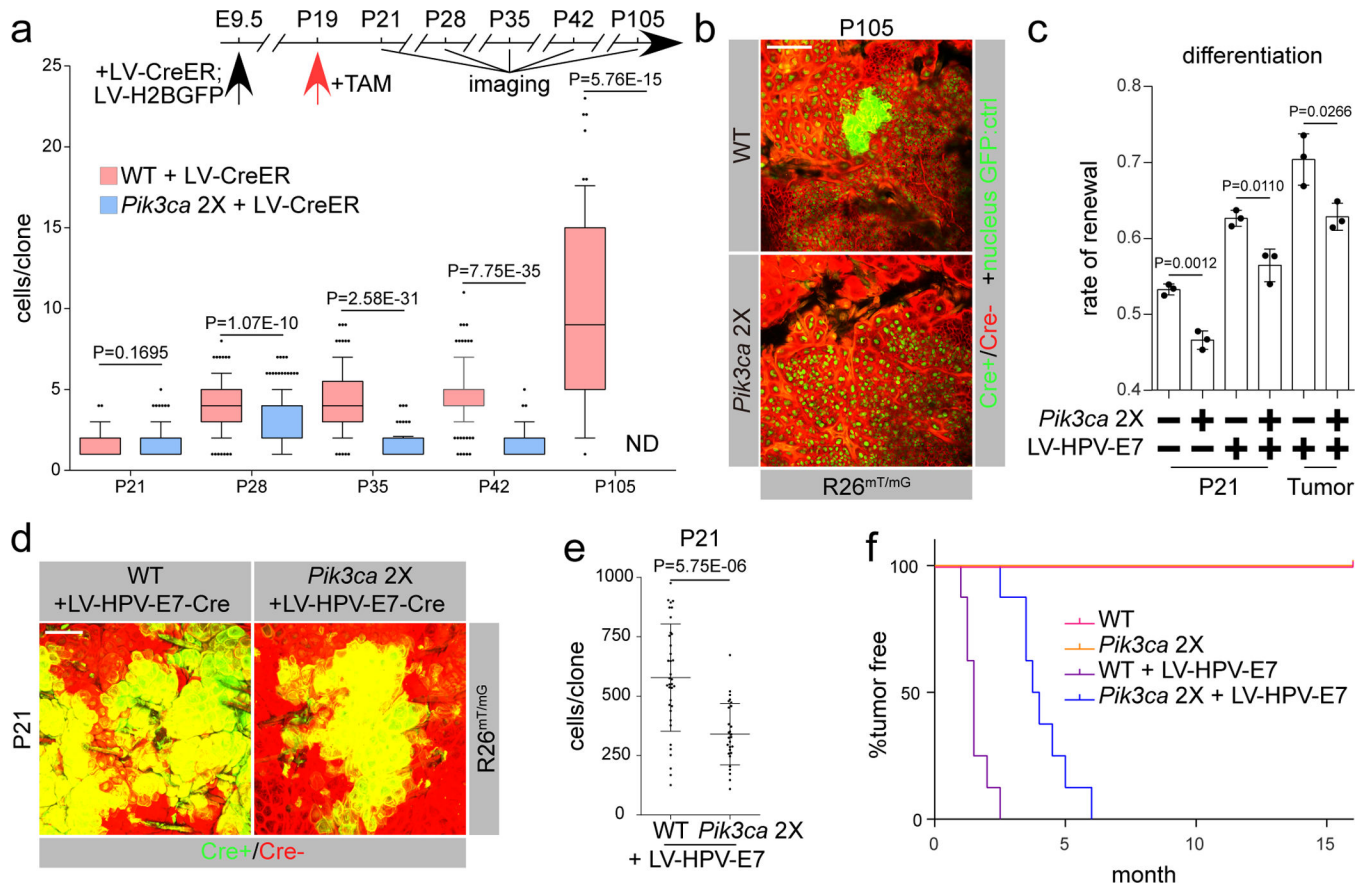 a
E9.5 P19 P21 P28 P35 P42 P105
+LV-CreER;
LV-H2BGFP
+TAM
imaging
P=5.76E-15
25
20
15
10
5
0
cells/clone
WT + LV-CreER
Pik3ca 2X + LV-CreER
P=0.1695
P=1.07E-10
P=2.58E-31
P=7.75E-35
ND
P21 P28 P35 P42 P105
b
P105
WT
Pik3ca 2X
Cre+/Cre- +nucleus GFP:ctrl
R26mT/mG
c
differentiation
P=0.0012
P=0.0110
P=0.0266
0.8
0.7
0.6
0.5
0.4
rate of renewal
Pik3ca 2X − + − + − +
LV-HPV-E7 − − + + + +
P21 Tumor
d
WT
+LV-HPV-E7-Cre
Pik3ca 2X
+LV-HPV-E7-Cre
P21
R26mT/mG
Cre+/Cre-
e
P21
P=5.75E-06
1000
750
500
250
0
cells/clone
WT Pik3ca 2X
+ LV-HPV-E7
f
100
50
0
%tumor free
WT
Pik3ca 2X
WT + LV-HPV-E7
Pik3ca 2X + LV-HPV-E7
0 5 10 15
month